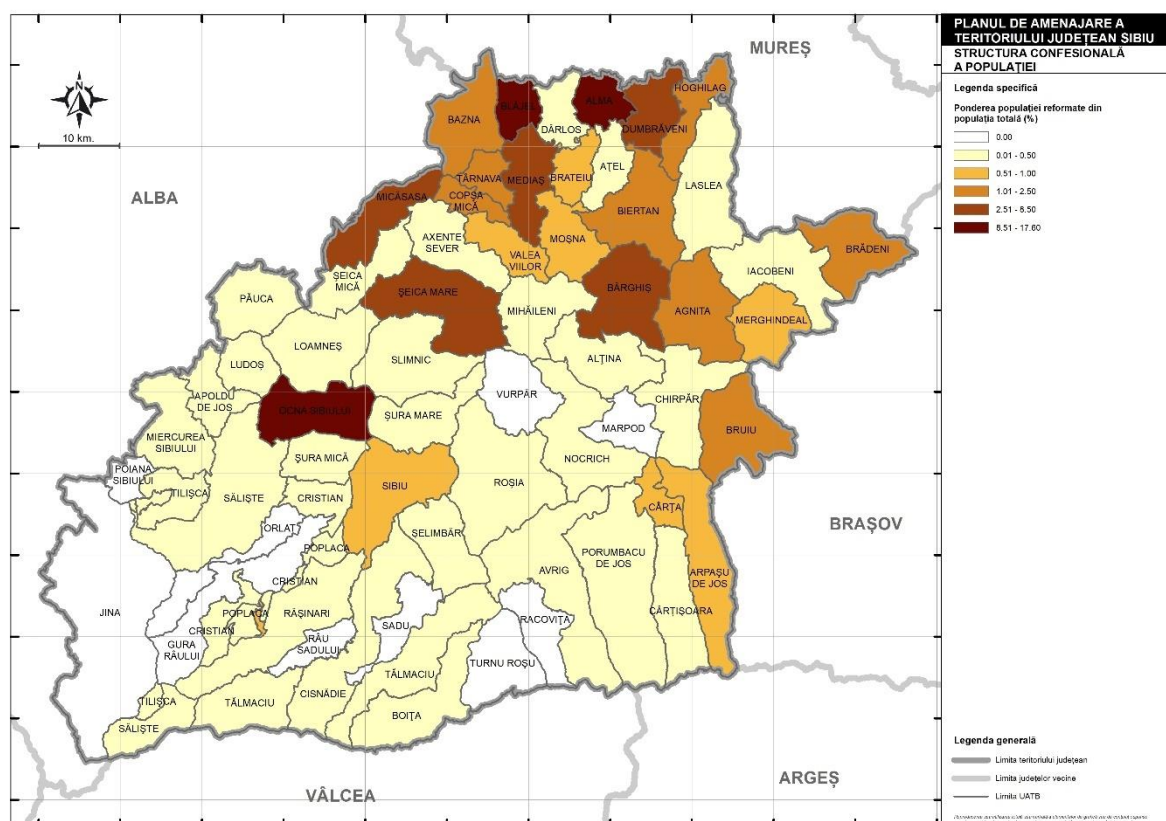 PLANUL DE AMENAJARE A
TERITORIULUI JUDEȚEAN SIBIU
STRUCTURA CONFESIONALĂ
A POPULAȚIEI
Legenda specifică
Ponderea populației reformate din
populația totală (%)
0.00
0.01 - 0.50
0.51 - 1.00
1.01 - 2.50
2.51 - 8.50
8.51 - 17.60
MUREȘ
10 km.
ALBA
BRAȘOV
VÂLCEA
ARGEȘ
HOGHILAG
BLAJEL
ALMA
BAZNA
DÂRLOS
DUMBRĂVENI
AȚEL
TÂRNAVA
MEDIAȘ
BRATEIU
LASLEA
MICĂSASA
COPȘA
MICĂ
BIERTAN
AXENTE
SEVER
MOȘNA
BRĂDENI
VALEA
VIILOR
ȘEICA
MICĂ
IACOBENI
ȘEICA MARE
BÂRGHIȘ
PĂUCA
MIHĂILENI
AGNITA
MERGHINDEAL
LOAMNEȘ
SLIMNIC
ALȚINA
LUDOȘ
APOLDU
DE JOS
VURPĂR
CHIRPĂR
OCNA SIBIULUI
ȘURA MARE
MARPOD
BRUIU
MIERCUREA
SIBIULUI
ȘURA MICĂ
NOCRICH
POIANA
SIBIULUI
TILIȘCA
SĂLIȘTE
CRISTIAN
SIBIU
ROȘIA
CÂRȚA
ORLAT
ȘELIMBĂR
POPLACA
PORUMBACU
DE JOS
CRISTIAN
AVRIG
ARPAȘU
DE JOS
JINA
POPLACA
RĂȘINARI
CÂRȚIȘOARA
CRISTIAN
SADU
RACOVIȚA
GURA
RÂULUI
RÂU
SADULUI
TURNU ROȘU
TĂLMACIU
TILIȘCA
TĂLMACIU
CISNĂDIE
BOIȚA
SĂLIȘTE
Legenda generală
Limita teritoriului județean
Limita județelor vecine
Limita UATB